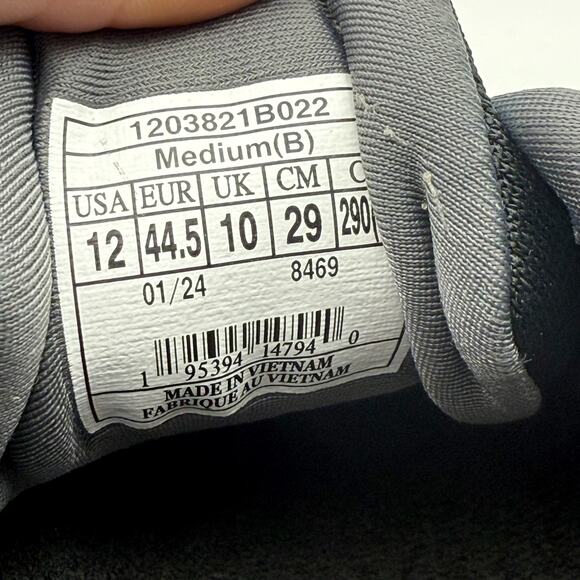 1203821B022
Medium(B)
USA EUR UK CM C
12 44.5 10 29 290
01/24 8469
1 95394 14794 0
MADE IN VIETNAM
FABRIQUE AU VIETNAM